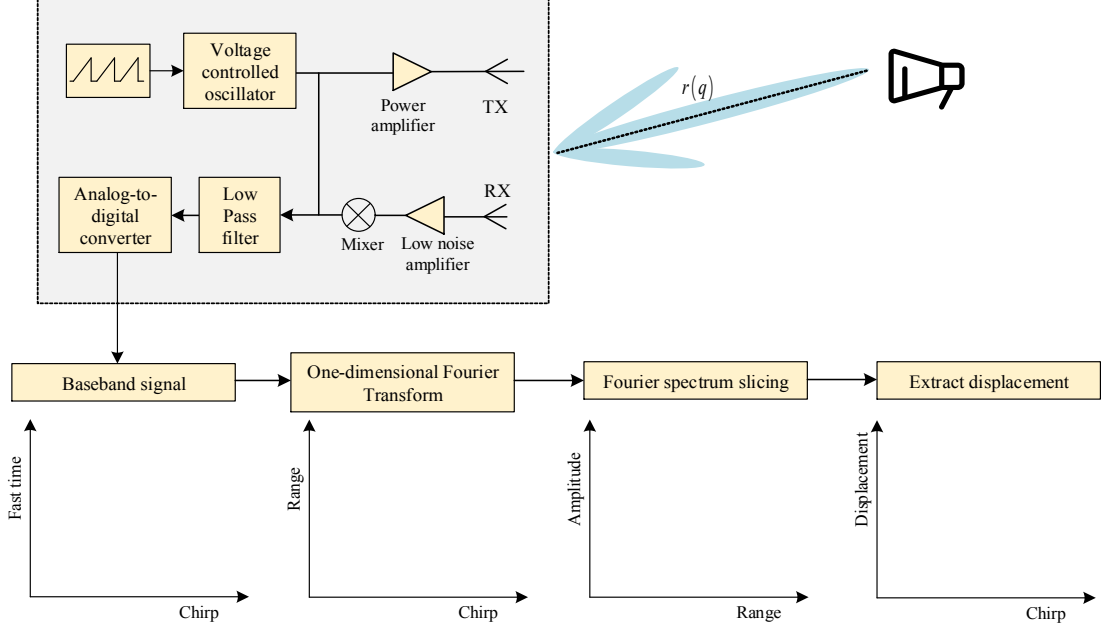 Voltage
controlled
oscillator
Power
amplifier
TX
r(q)
Analog-to-
digital
converter
Low
Pass
filter
Mixer
Low noise
amplifier
RX
Baseband signal
One-dimensional Fourier
Transform
Fourier spectrum slicing
Extract displacement
Fast time
Chirp
Range
Chirp
Amplitude
Range
Displacement
Chirp